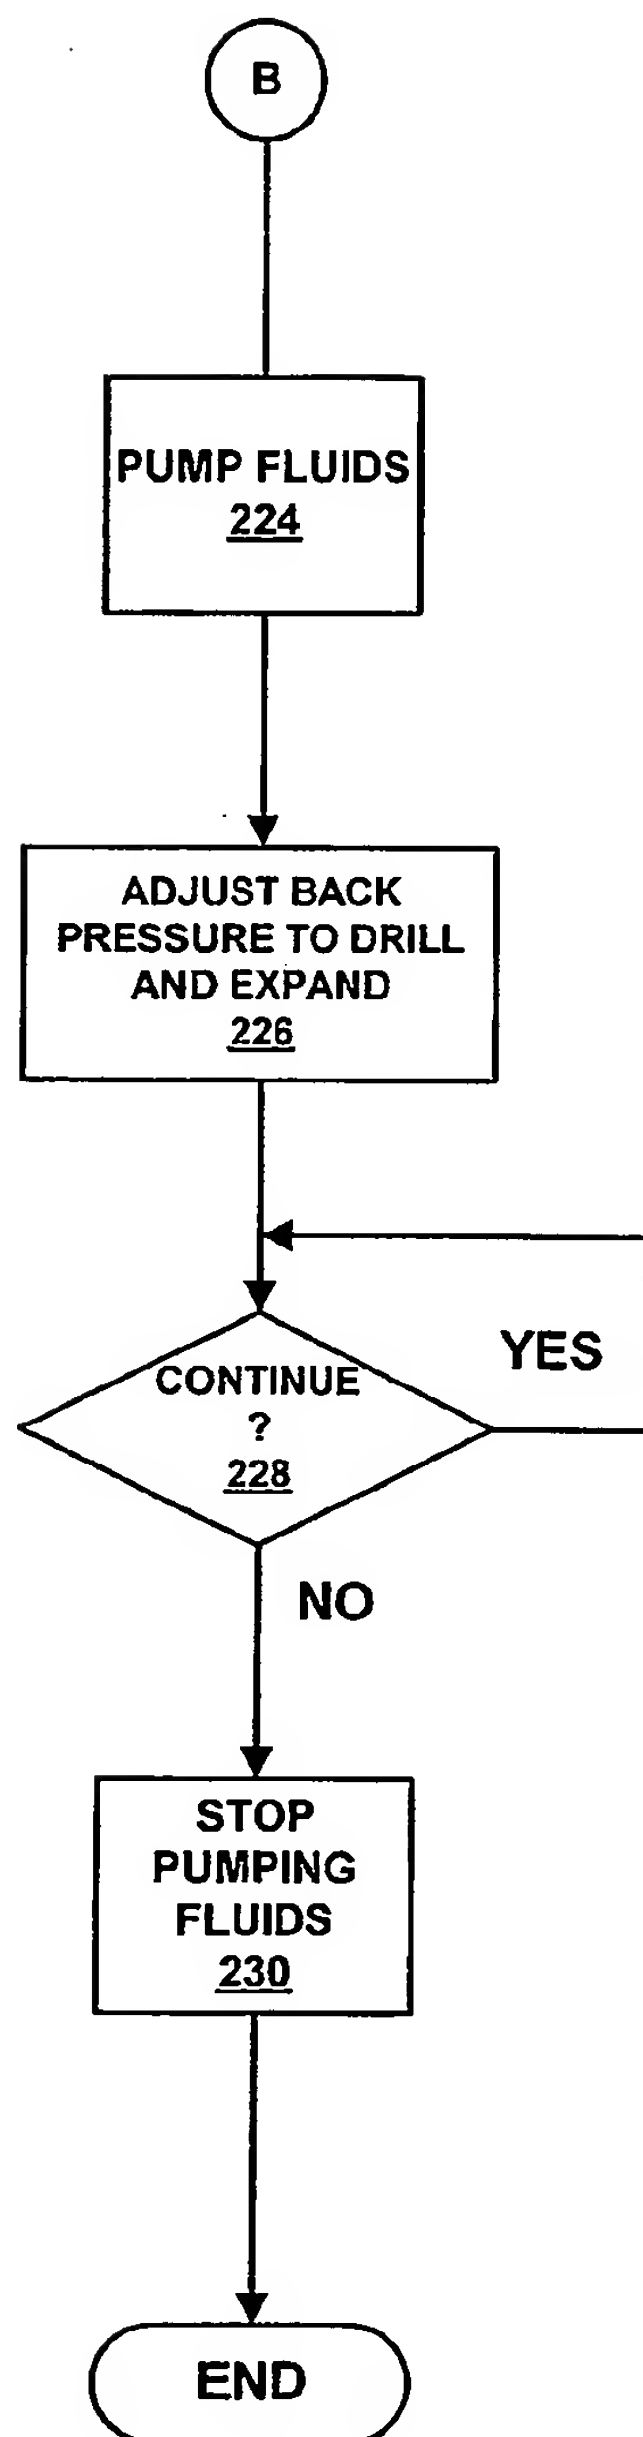 B
PUMP FLUIDS
224
ADJUST BACK
PRESSURE TO DRILL
AND EXPAND
226
YES
CONTINUE
?
228
NO
STOP
PUMPING
FLUIDS
230
END